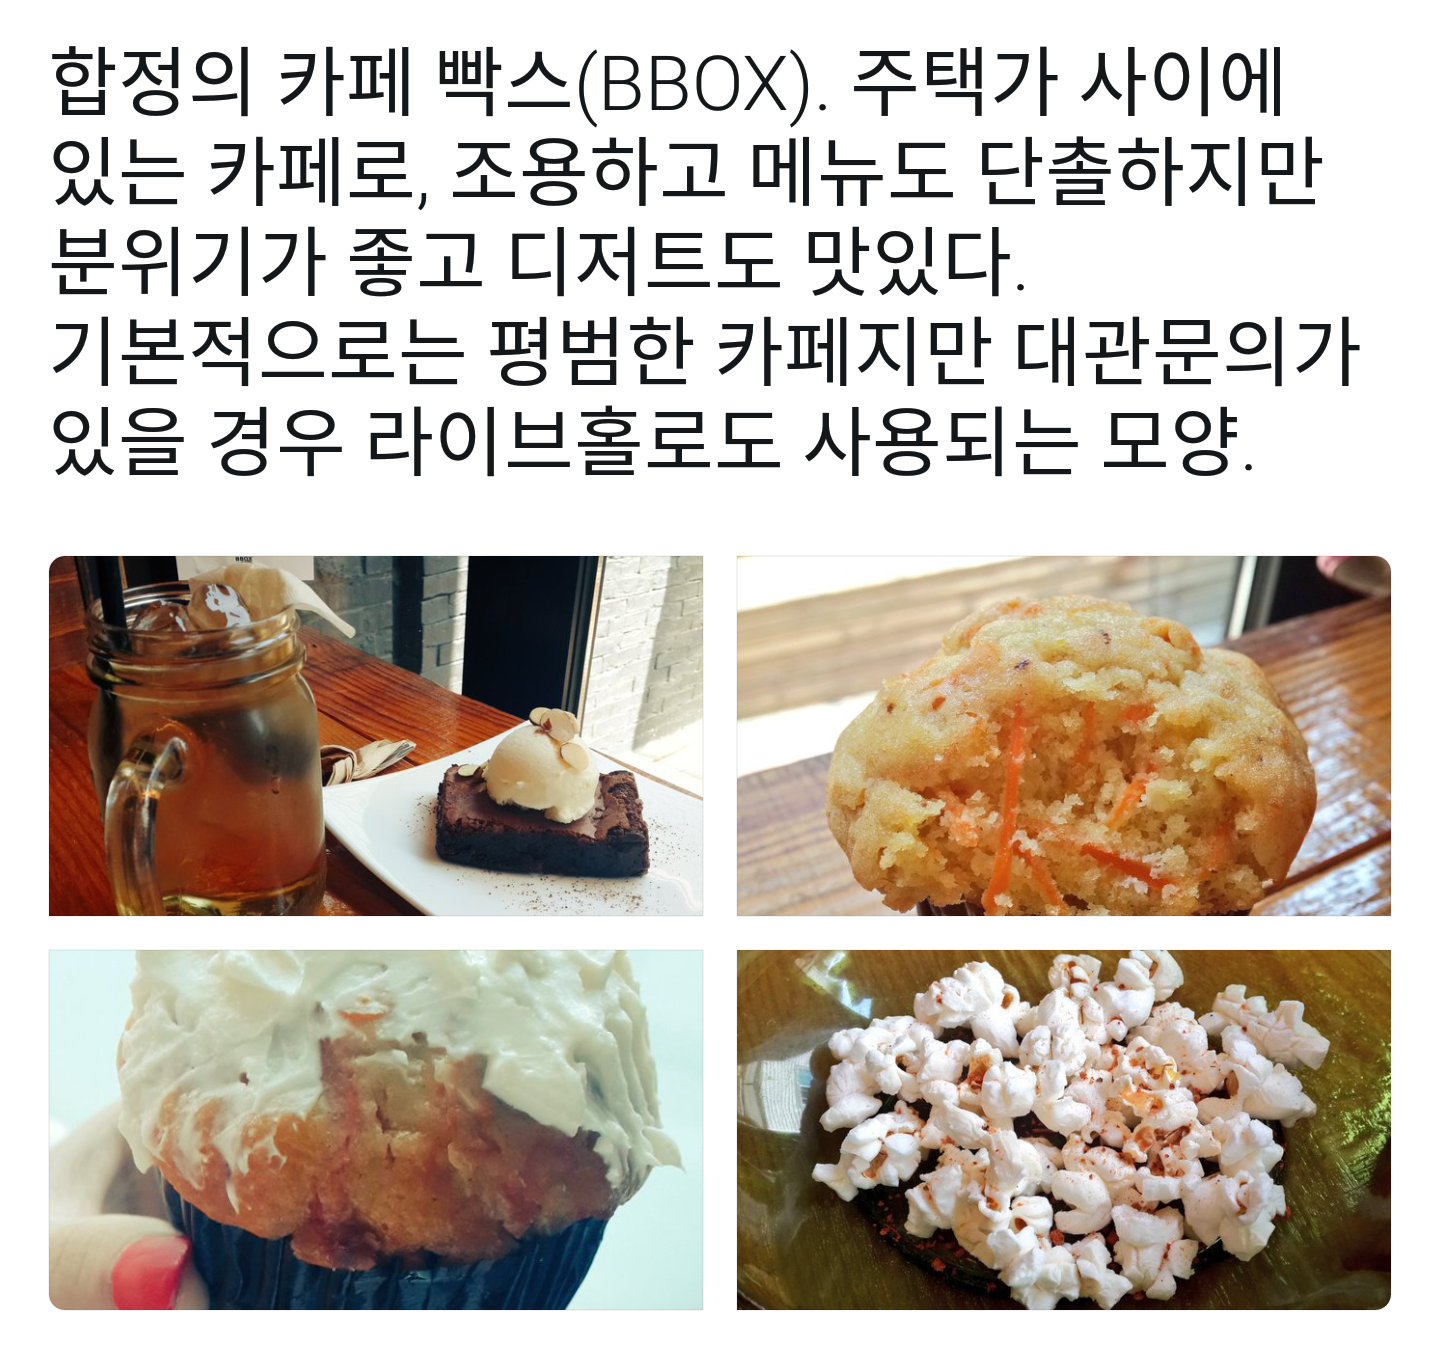 합정의 카페 빡스(BBOX). 주택가 사이에
있는 카페로, 조용하고 메뉴도 단촐하지만
분위기가 좋고 디저트도 맛있다.
기본적으로는 평범한 카페지만 대관문의가
있을 경우 라이브홀로도 사용되는 모양.